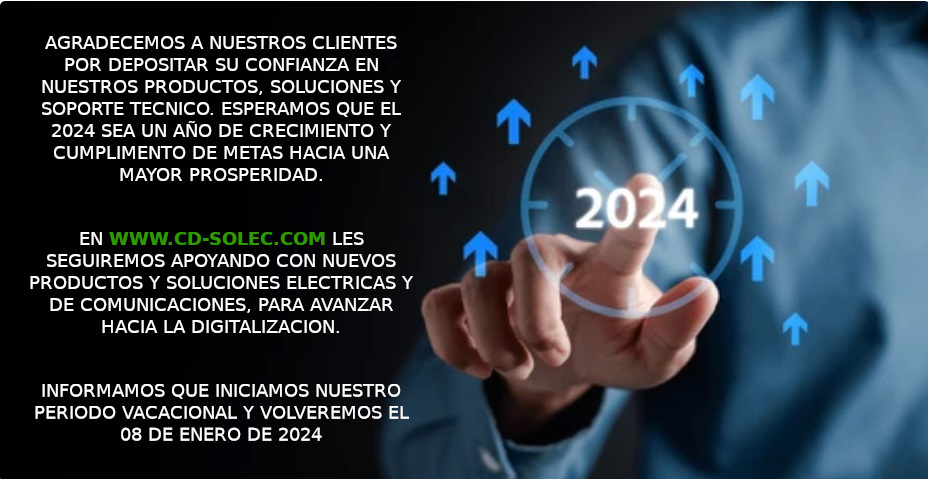 AGRADECEMOS A NUESTROS CLIENTES
POR DEPOSITAR SU CONFIANZA EN
NUESTROS PRODUCTOS, SOLUCIONES Y
SOPORTE TECNICO. ESPERAMOS QUE EL
2024 SEA UN AÑO DE CRECIMIENTO Y
CUMPLIMENTO DE METAS HACIA UNA
MAYOR PROSPERIDAD.
EN WWW.CD-SOLEC.COM LES
SEGUIREMOS APOYANDO CON NUEVOS
PRODUCTOS Y SOLUCIONES ELECTRICAS Y
DE COMUNICACIONES, PARA AVANZAR
HACIA LA DIGITALIZACION.
INFORMAMOS QUE INICIAMOS NUESTRO
PERIODO VACACIONAL Y VOLVEREMOS EL
08 DE ENERO DE 2024
2024